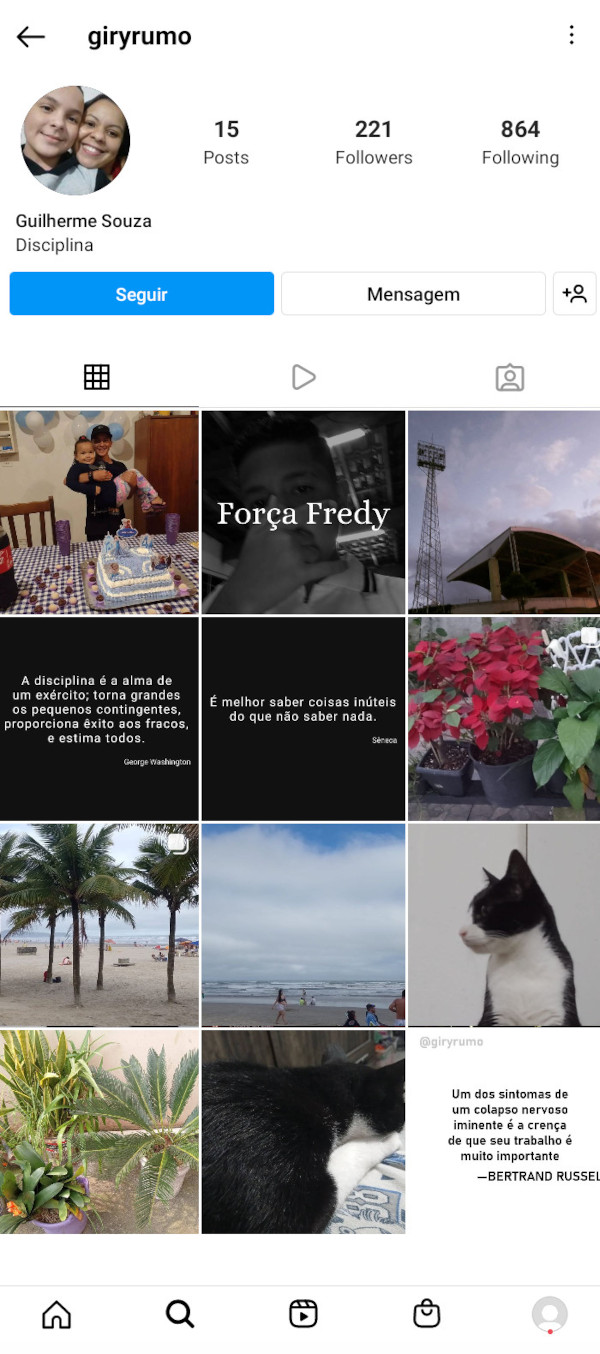 giryrumo
15
221
864
Posts
Followers
Following
Guilherme Souza
Disciplina
Seguir
Mensagem
Força Fredy
A disciplina é a alma de
um exército; torna grandes
os pequenos contingentes,
proporciona êxito aos fracos,
e estima todos.
George Washington
É melhor saber coisas inúteis
do que não saber nada.
Sêneca
@giryrumo
Um dos sintomas de
um colapso nervoso
iminente é a crença
de que seu trabalho é
muito importante
—BERTRAND RUSSEL